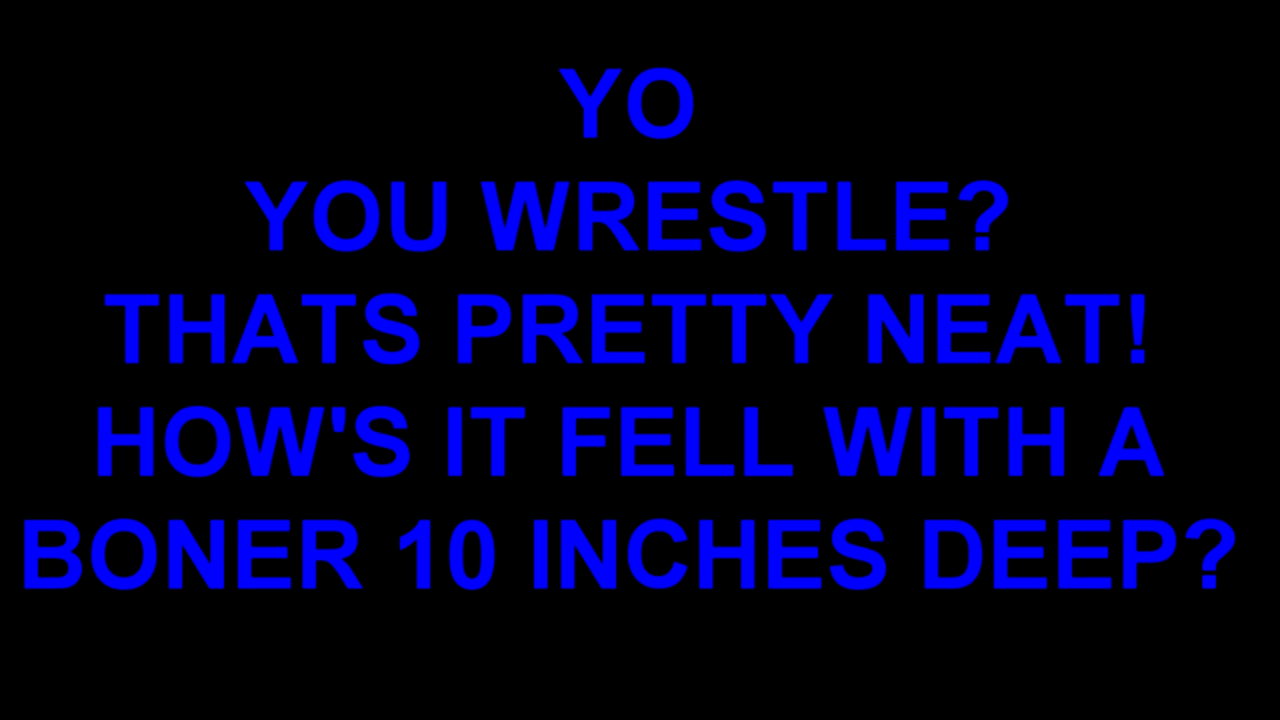 YO
YOU WRESTLE?
THATS PRETTY NEAT!
HOW'S IT FELL WITH A
BONER 10 INCHES DEEP?